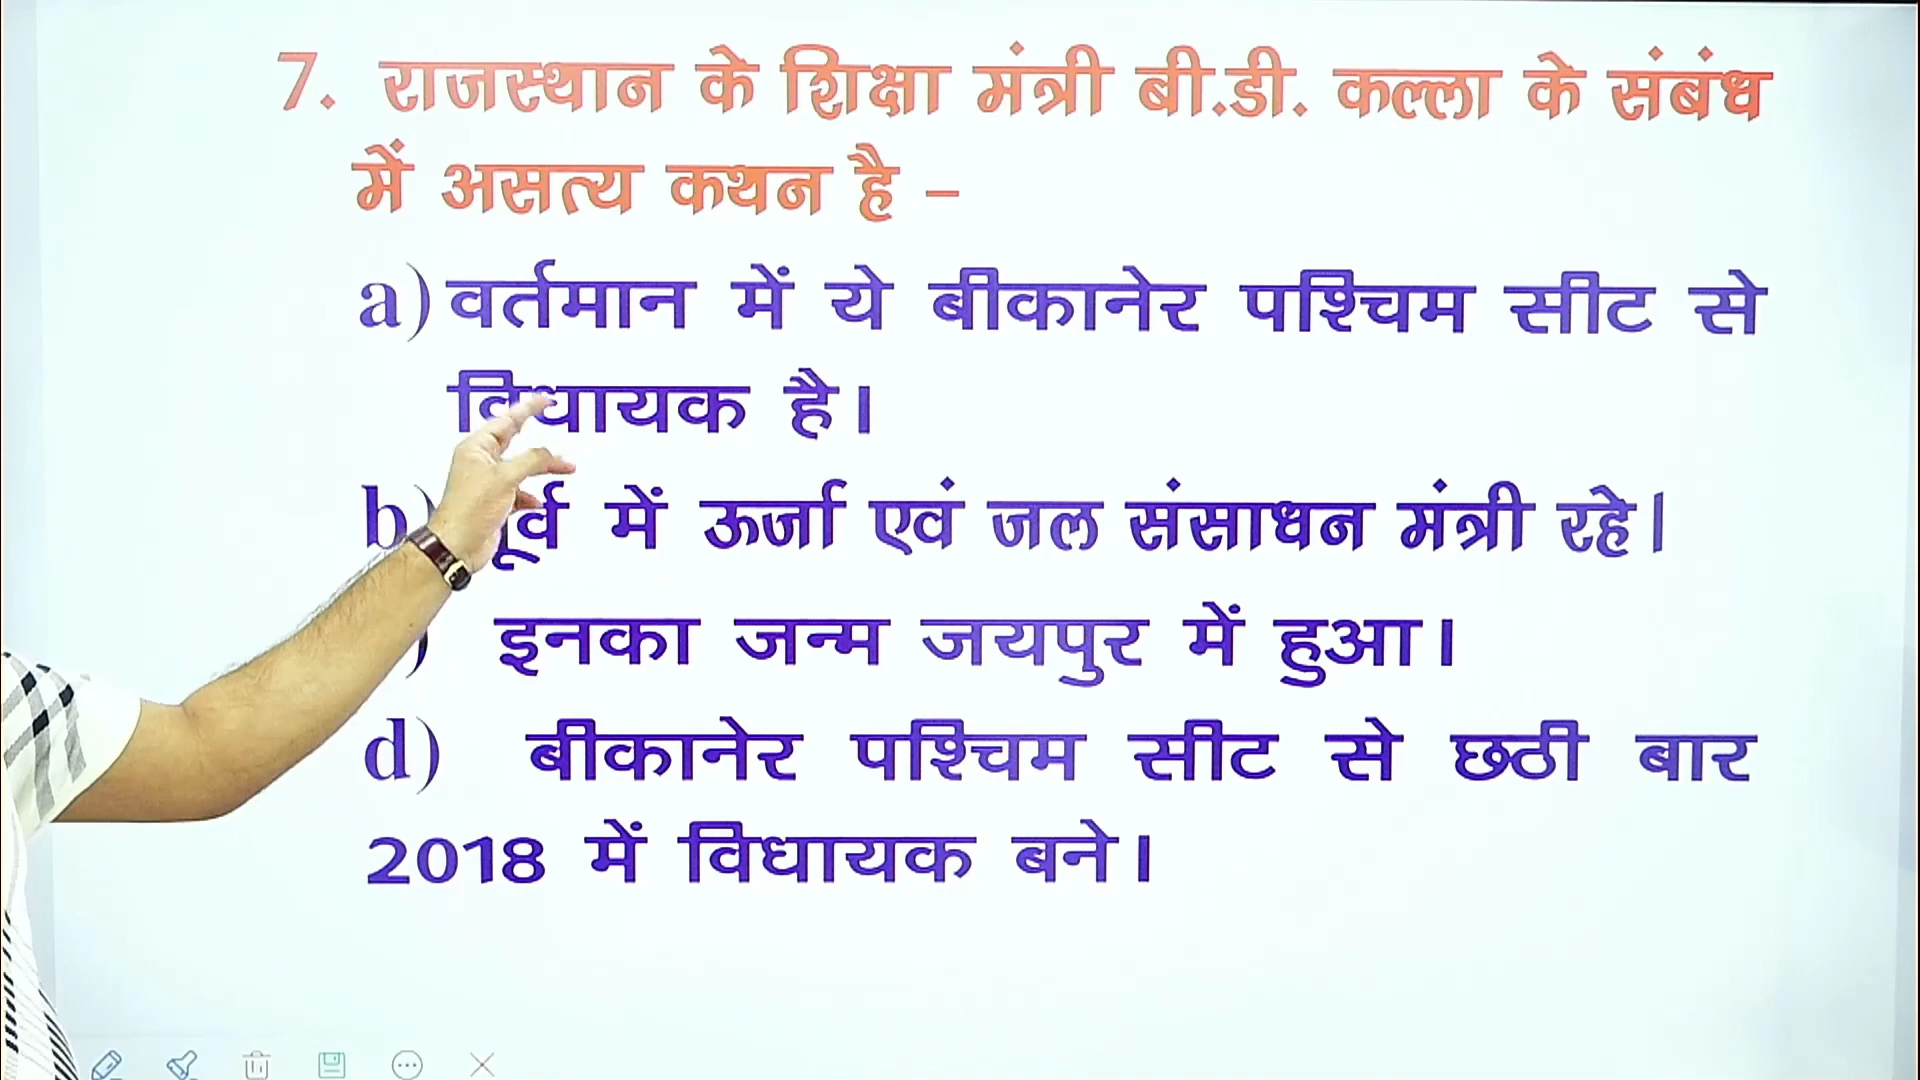 7. राजस्थान के शिक्षा मंत्री बी.डी. कल्ला के संबंध
में असत्य कथन है –
a) वर्तमान में ये बीकानेर पश्चिम सीट से
विधायक है।
b) में ऊर्जा एवं जल संसाधन मंत्री रहे।
) इनका जन्म जयपुर में हुआ।
d) बीकानेर पश्चिम सीट से छठी बार
2018 में विधायक बने।